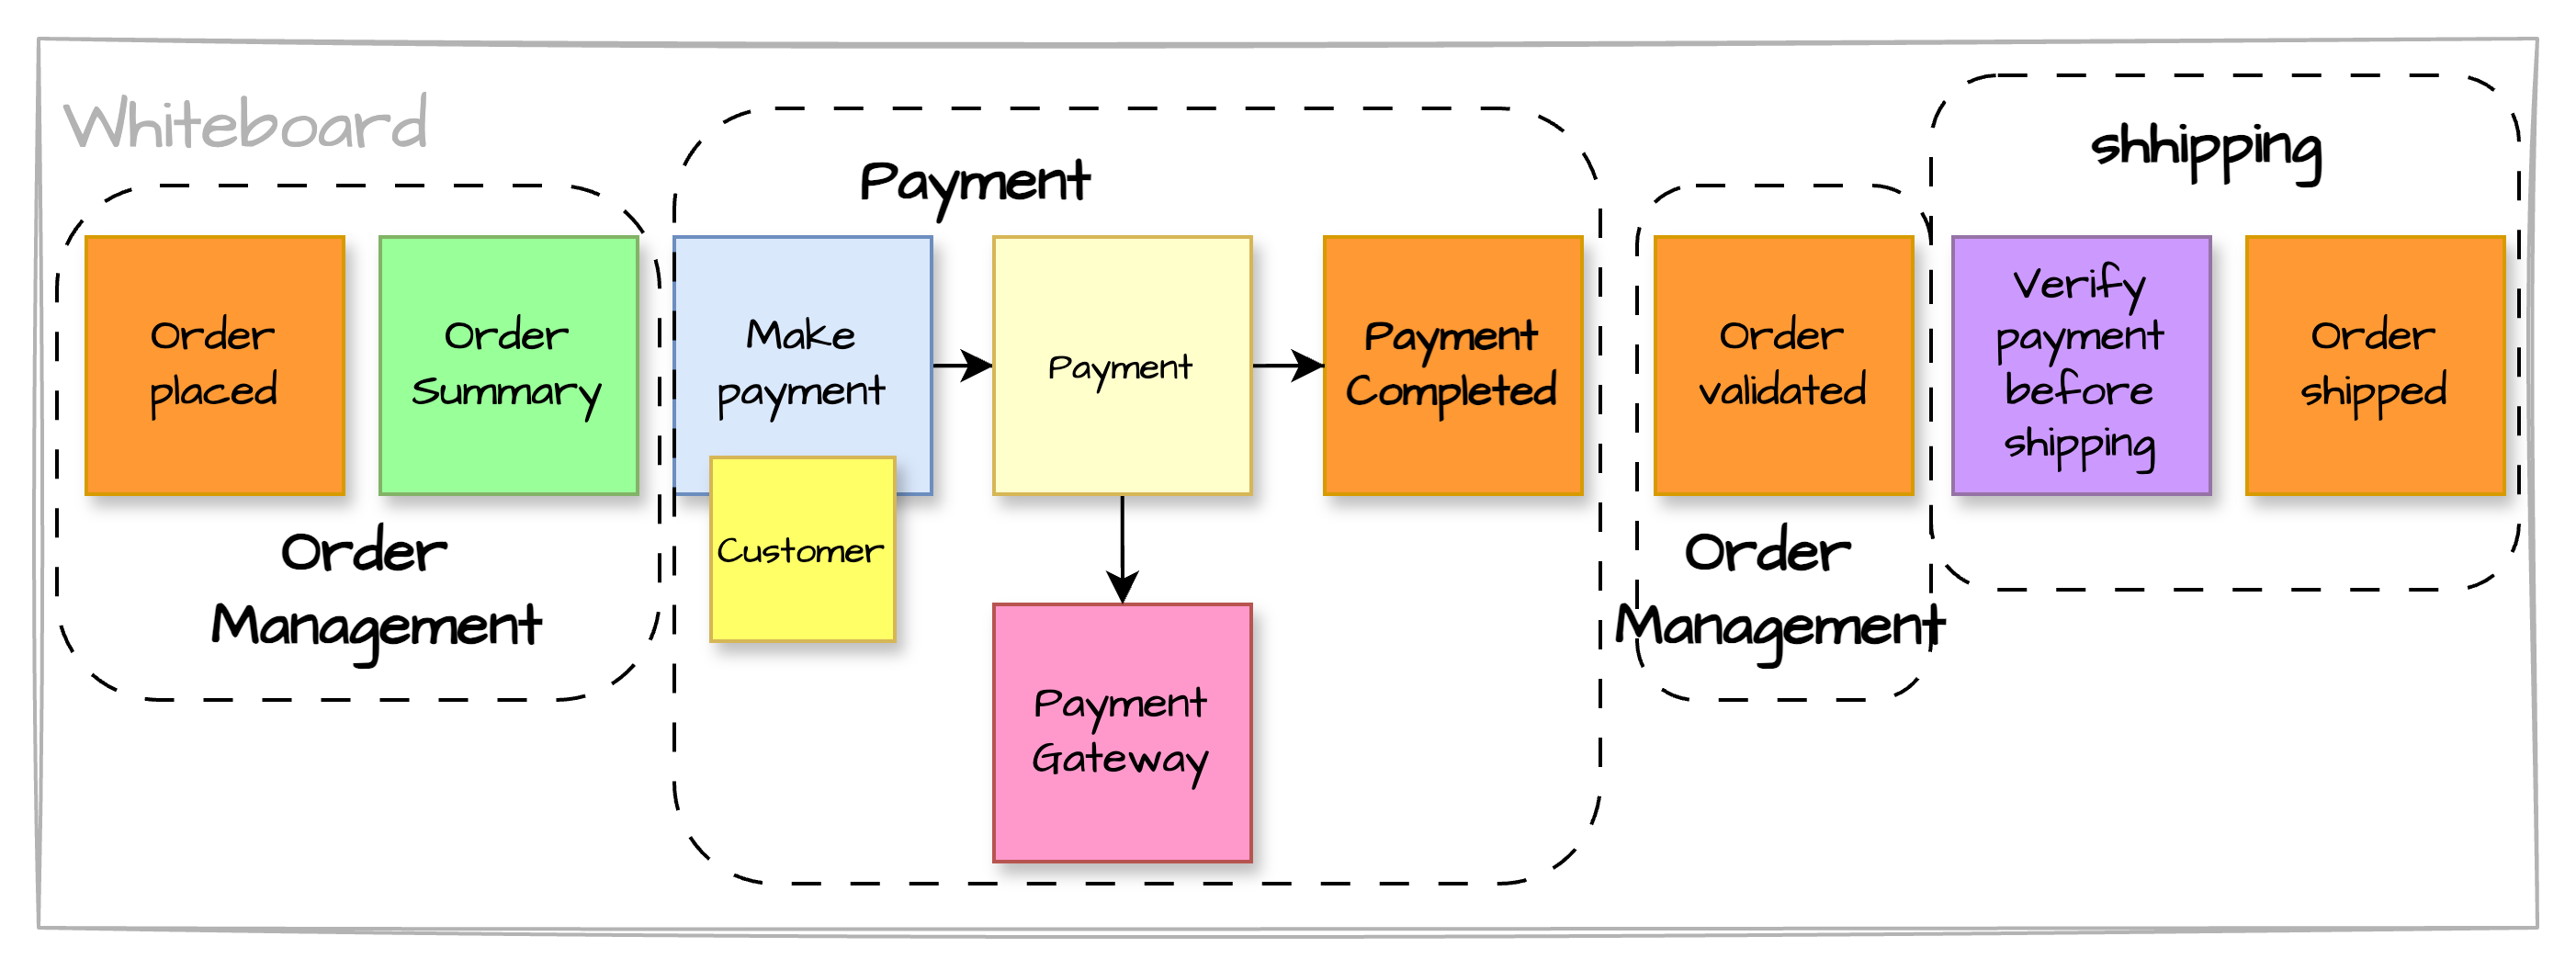 Whiteboard
Order
placed
Order
Summary
Order
Management
Payment
Make
payment
Customer
Payment
Payment
Completed
Payment
Gateway
Order
validated
Order
Management
shhipping
Verify
payment
before
shipping
Order
shipped